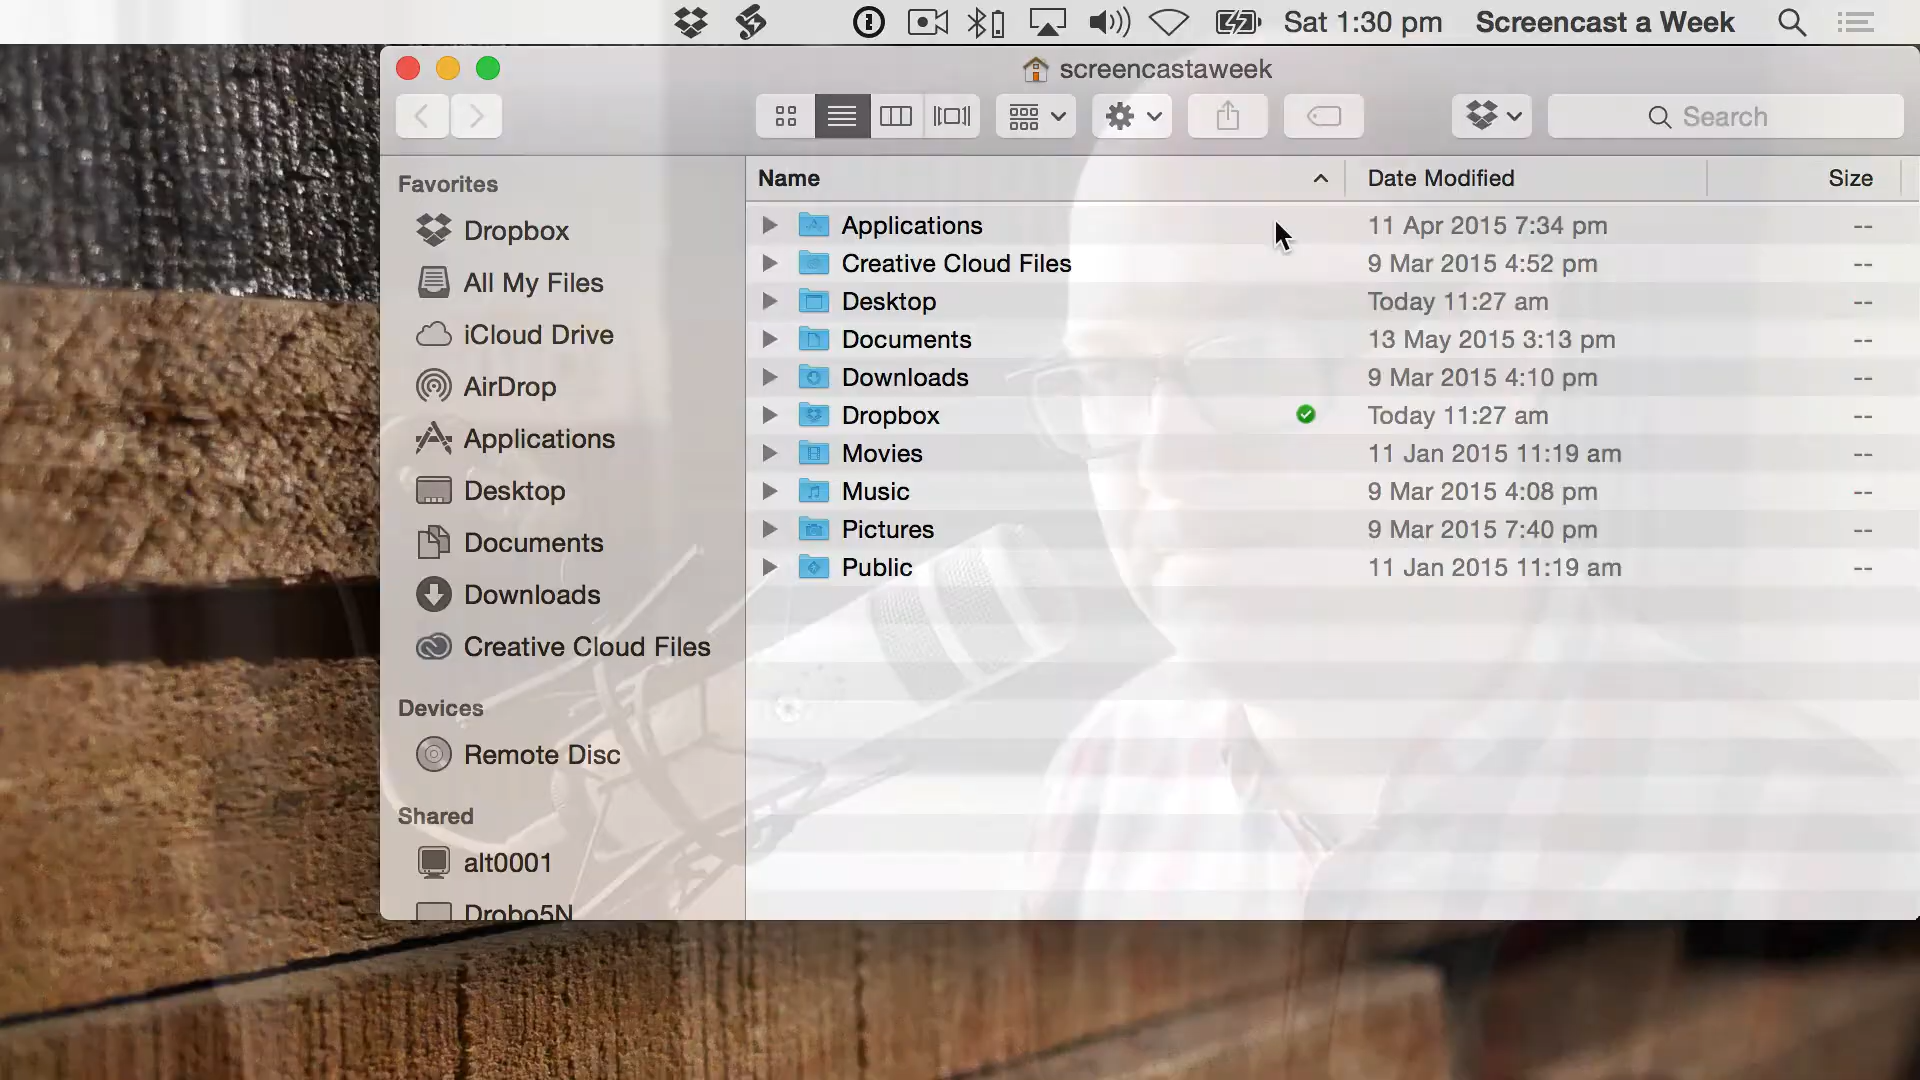 Sat 1:30 pm Screencast a Week
screencastaweek
Search
Favorites
Dropbox
All My Files
iCloud Drive
AirDrop
Applications
Desktop
Documents
Downloads
Creative Cloud Files
Devices
Remote Disc
Shared
alt0001
Drobo5N
Name Date Modified Size
Applications 11 Apr 2015 7:34 pm --
Creative Cloud Files 9 Mar 2015 4:52 pm --
Desktop Today 11:27 am --
Documents 13 May 2015 3:13 pm --
Downloads 9 Mar 2015 4:10 pm --
Dropbox Today 11:27 am --
Movies 11 Jan 2015 11:19 am --
Music 9 Mar 2015 4:08 pm --
Pictures 9 Mar 2015 7:40 pm --
Public 11 Jan 2015 11:19 am --